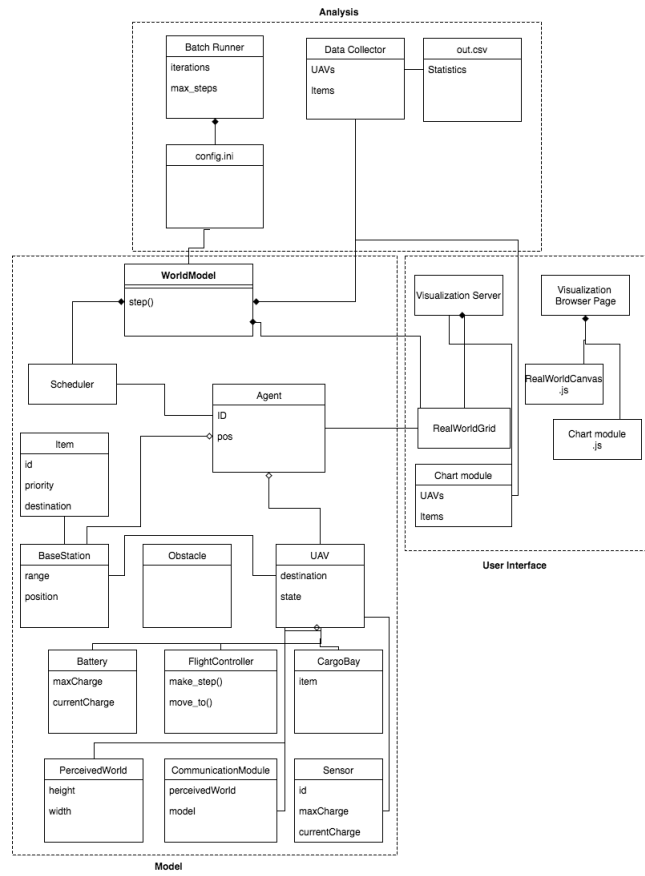 Analysis
Batch Runner
iterations
max_steps
Data Collector
UAVs
Items
out.csv
Statistics
config.ini
WorldModel
step()
Visualization Server
Visualization
Browser Page
Scheduler
Agent
ID
pos
RealWorldGrid
RealWorldCanvas
.js
Chart module
.js
Item
id
priority
destination
Chart module
UAVs
Items
BaseStation
range
position
Obstacle
UAV
destination
state
User Interface
Battery
maxCharge
currentCharge
FlightController
make_step()
move_to()
CargoBay
item
PerceivedWorld
height
width
CommunicationModule
perceivedWorld
model
Sensor
id
maxCharge
currentCharge
Model